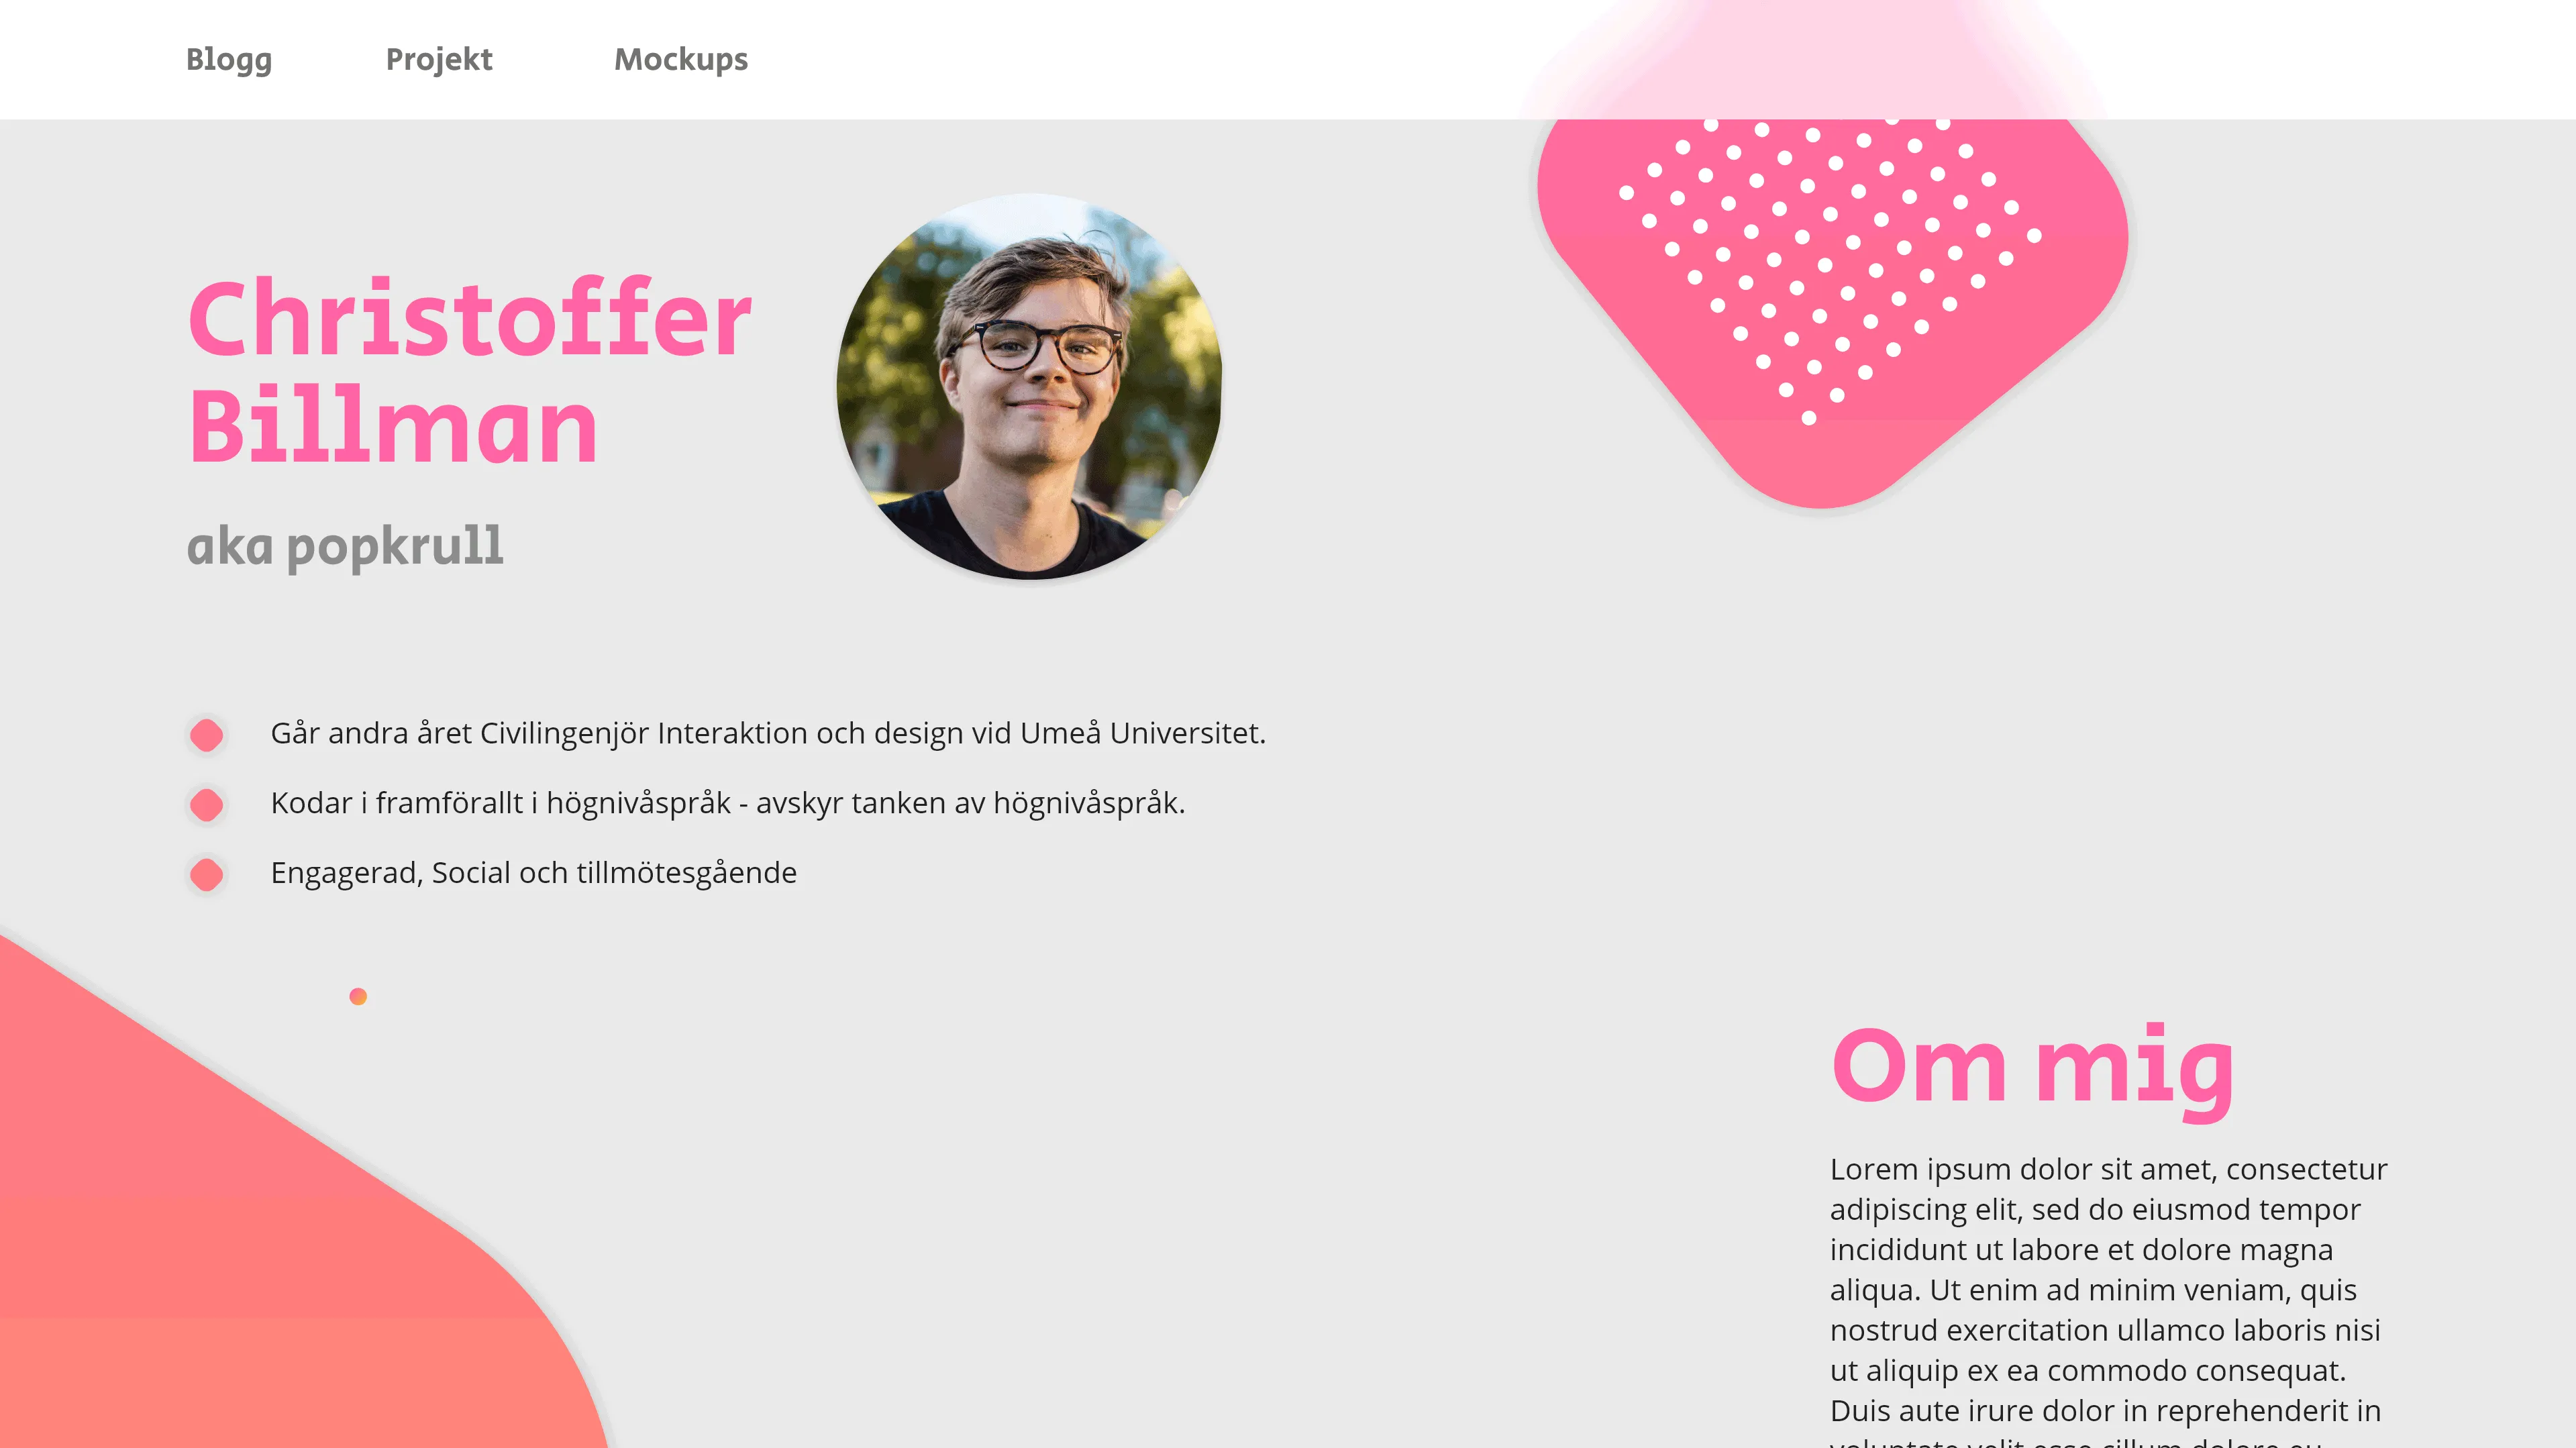 Blogg Projekt Mockups
Christoffer
Billman
aka popkrull
Går andra året Civilingenjör Interaktion och design vid Umeå Universitet.
Kodar i framförallt i högnivåspråk - avskyr tanken av högnivåspråk.
Engagerad, Social och tillmötesgående
Om mig
Lorem ipsum dolor sit amet, consectetur
adipiscing elit, sed do eiusmod tempor
incididunt ut labore et dolore magna
aliqua. Ut enim ad minim veniam, quis
nostrud exercitation ullamco laboris nisi
ut aliquip ex ea commodo consequat.
Duis aute irure dolor in reprehenderit in